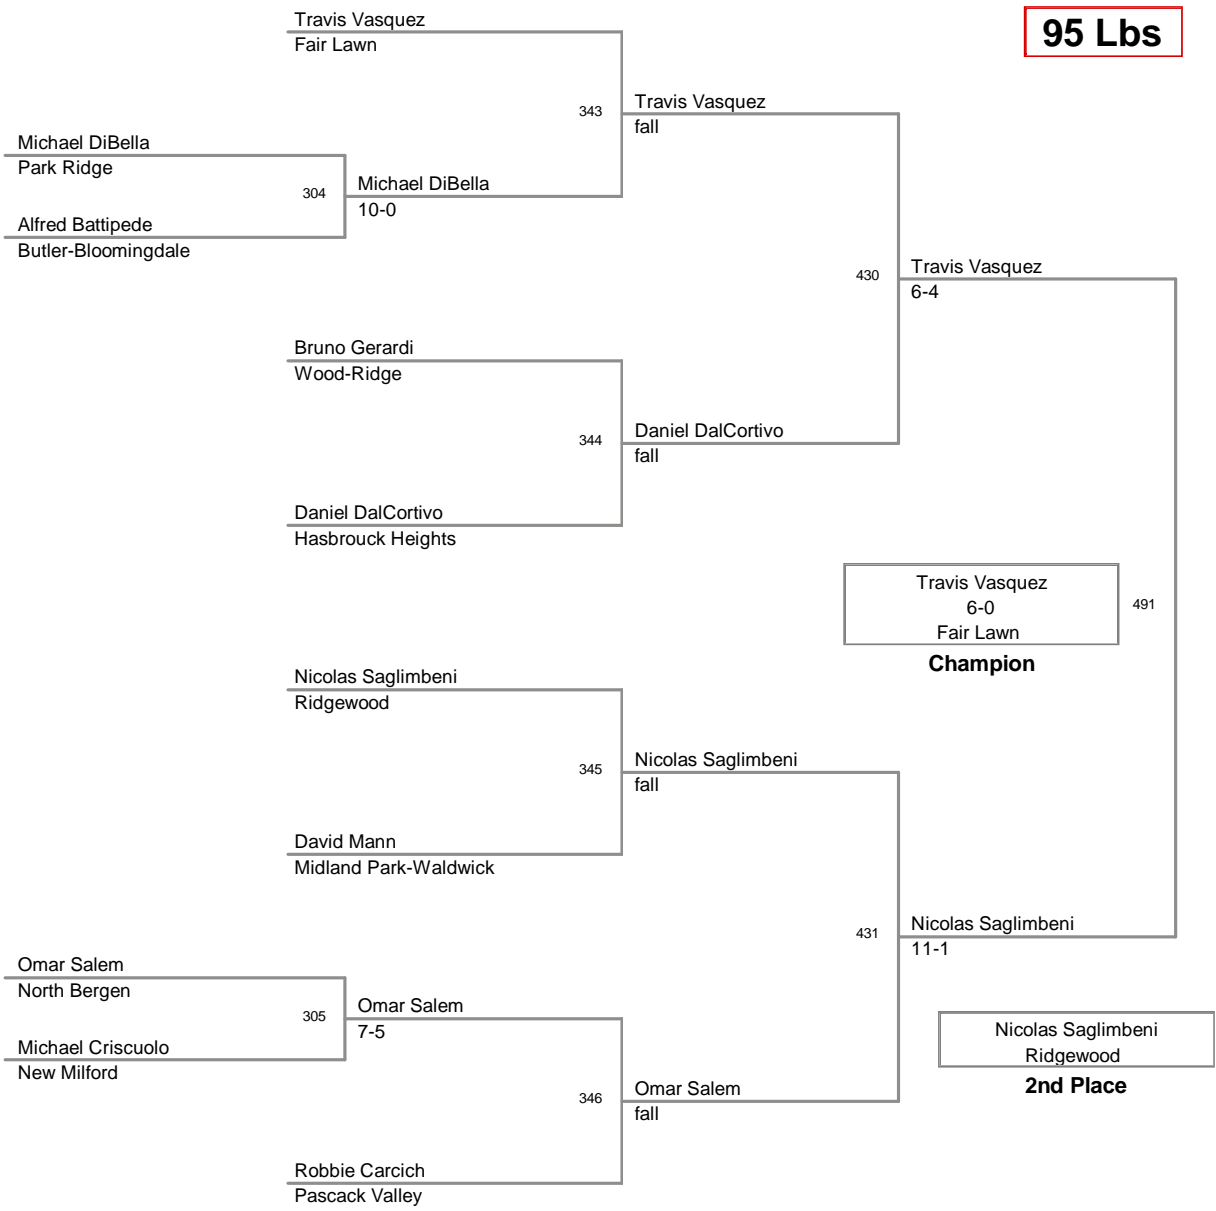 Travis Vasquez
Fair Lawn
95 Lbs
343
Travis Vasquez
fall
Michael DiBella
Park Ridge
304
Michael DiBella
10-0
Alfred Battipede
Butler-Bloomingdale
430
Travis Vasquez
6-4
Bruno Gerardi
Wood-Ridge
344
Daniel DalCortivo
fall
Daniel DalCortivo
Hasbrouck Heights
Travis Vasquez
6-0
Fair Lawn
491
Champion
Nicolas Saglimbeni
Ridgewood
345
Nicolas Saglimbeni
fall
David Mann
Midland Park-Waldwick
431
Nicolas Saglimbeni
11-1
Omar Salem
North Bergen
305
Omar Salem
7-5
Michael Criscuolo
New Milford
Nicolas Saglimbeni
Ridgewood
2nd Place
346
Omar Salem
fall
Robbie Carcich
Pascack Valley